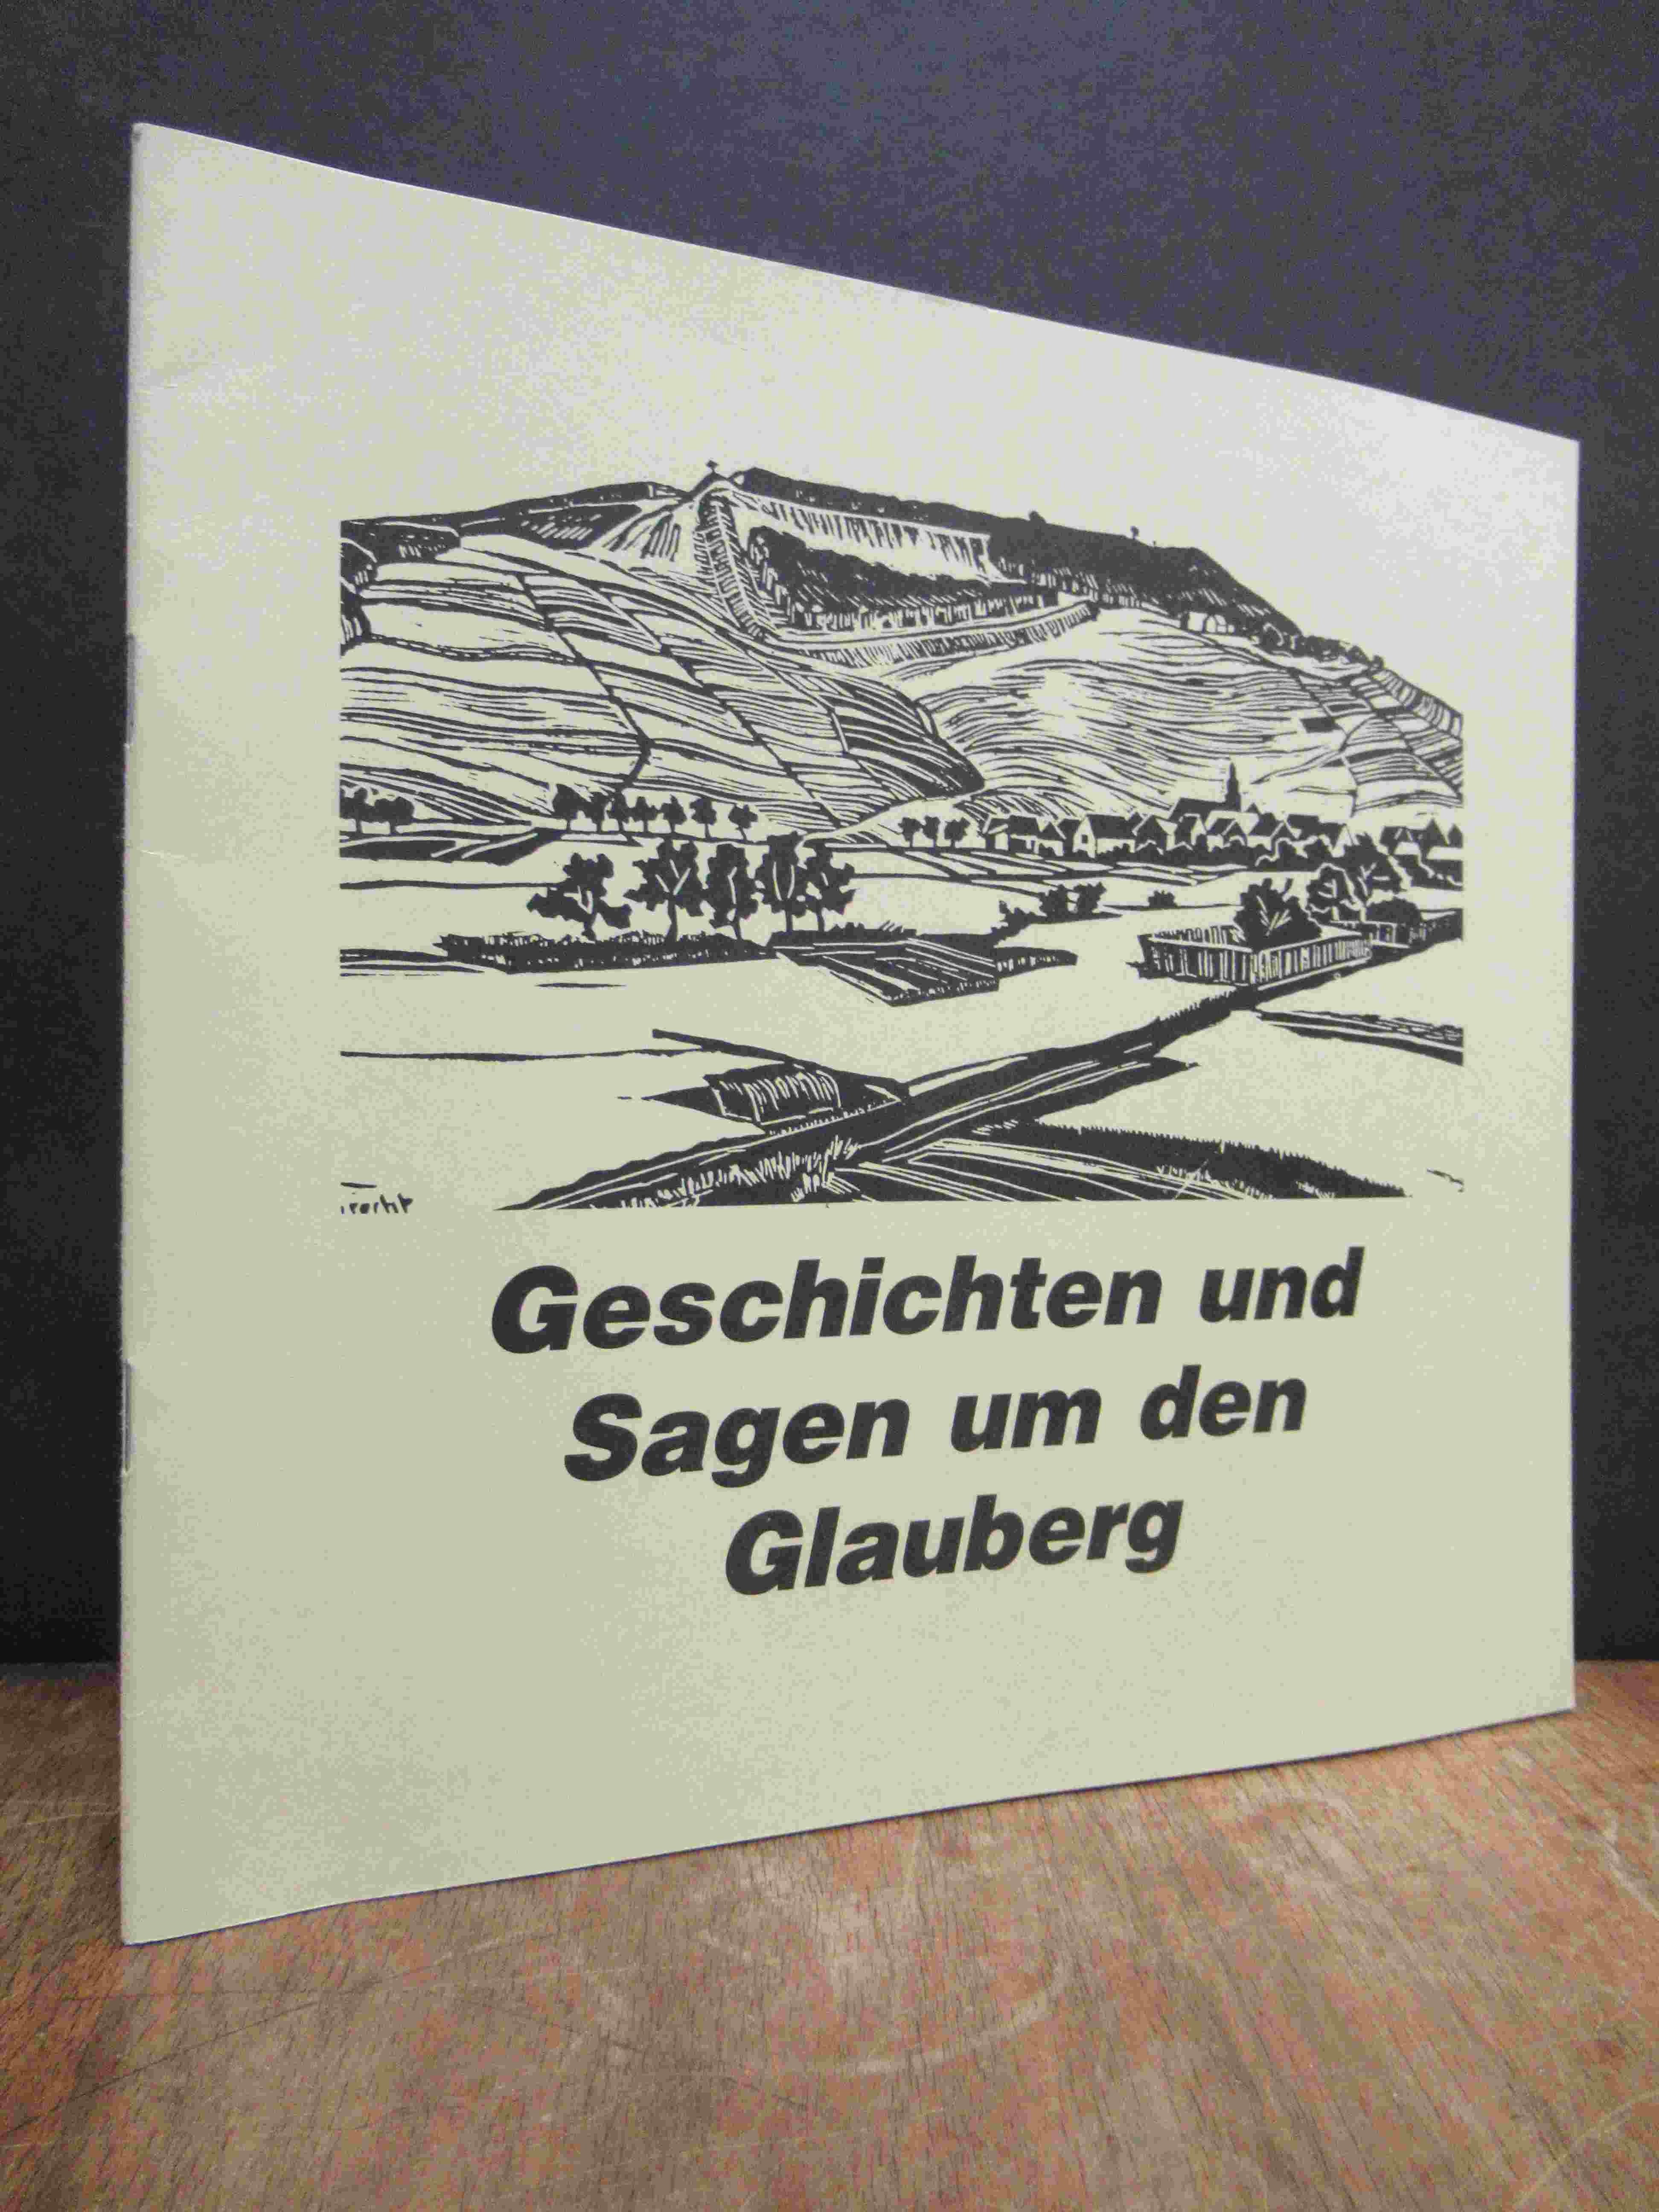 Geschichten und
Sagen um den
Glauberg